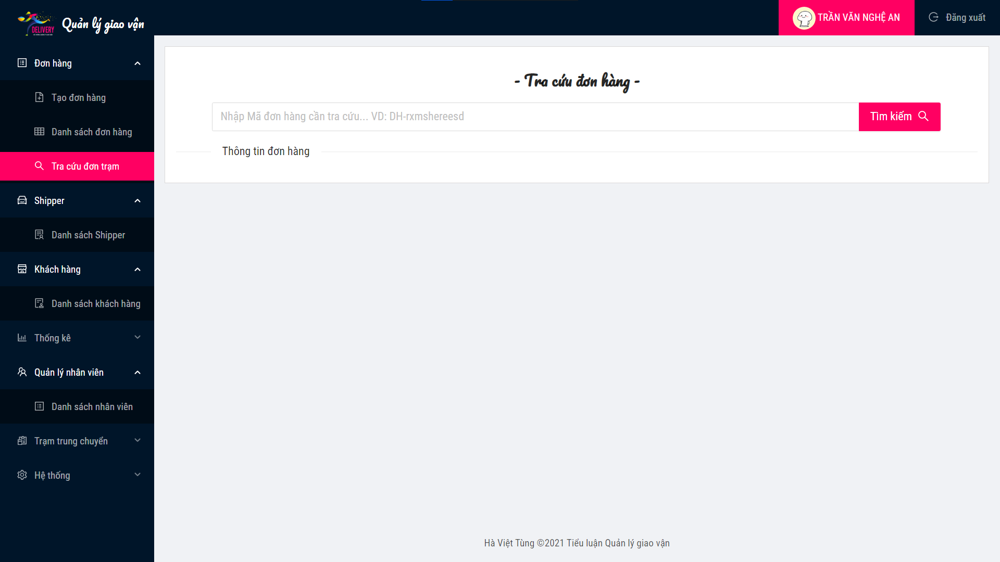 DELIVERY
Quản lý giao vận
TRẦN VĂN NGHỆ AN
Đăng xuất
Đơn hàng
Tạo đơn hàng
Danh sách đơn hàng
Tra cứu đơn trạm
Shipper
Danh sách Shipper
Khách hàng
Danh sách khách hàng
Thống kê
Quản lý nhân viên
Danh sách nhân viên
Trạm trung chuyển
Hệ thống
- Tra cứu đơn hàng -
Nhập Mã đơn hàng cần tra cứu... VD: DH-rxmshereesd
Tìm kiếm
Thông tin đơn hàng
Hà Việt Tùng ©2021 Tiểu luận Quản lý giao vận